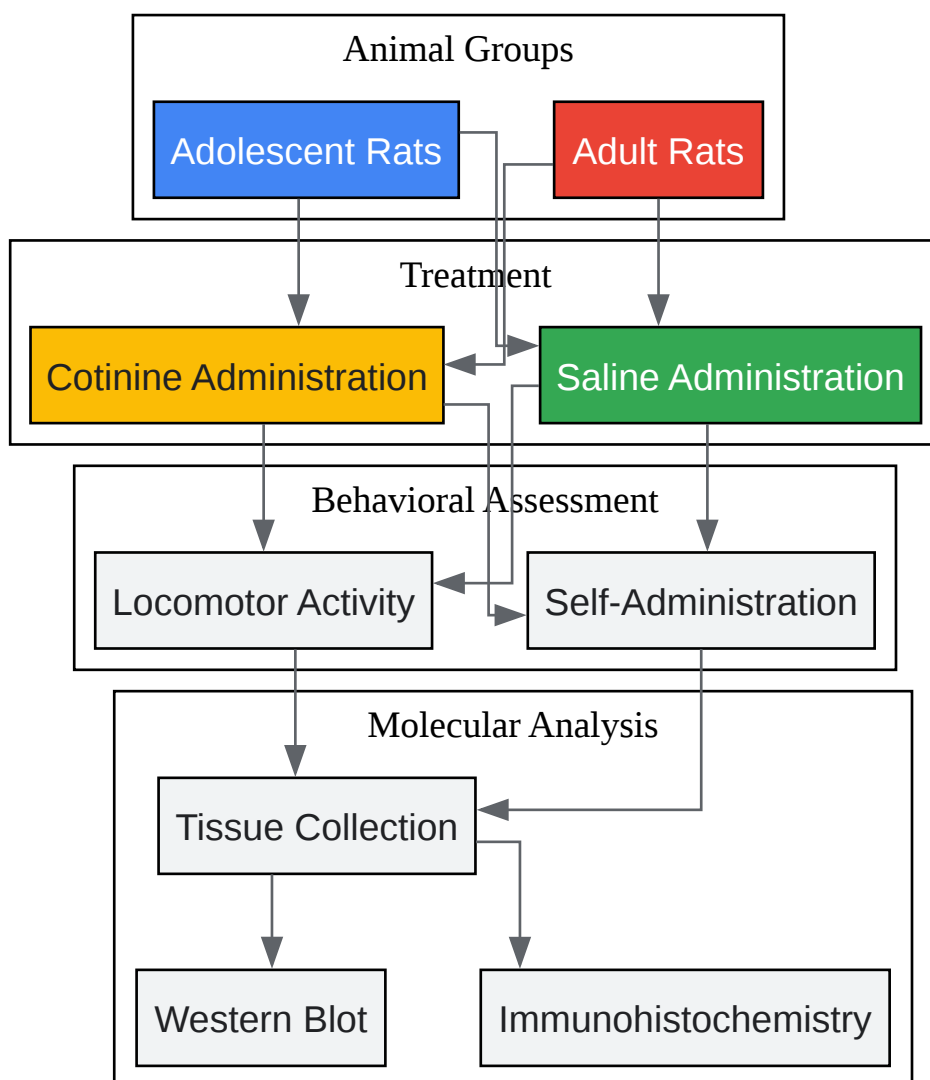 Animal Groups
Adolescent Rats
Adult Rats
Treatment
Cotinine Administration
Saline Administration
Behavioral Assessment
Locomotor Activity
Self-Administration
Molecular Analysis
Tissue Collection
Western Blot
Immunohistochemistry